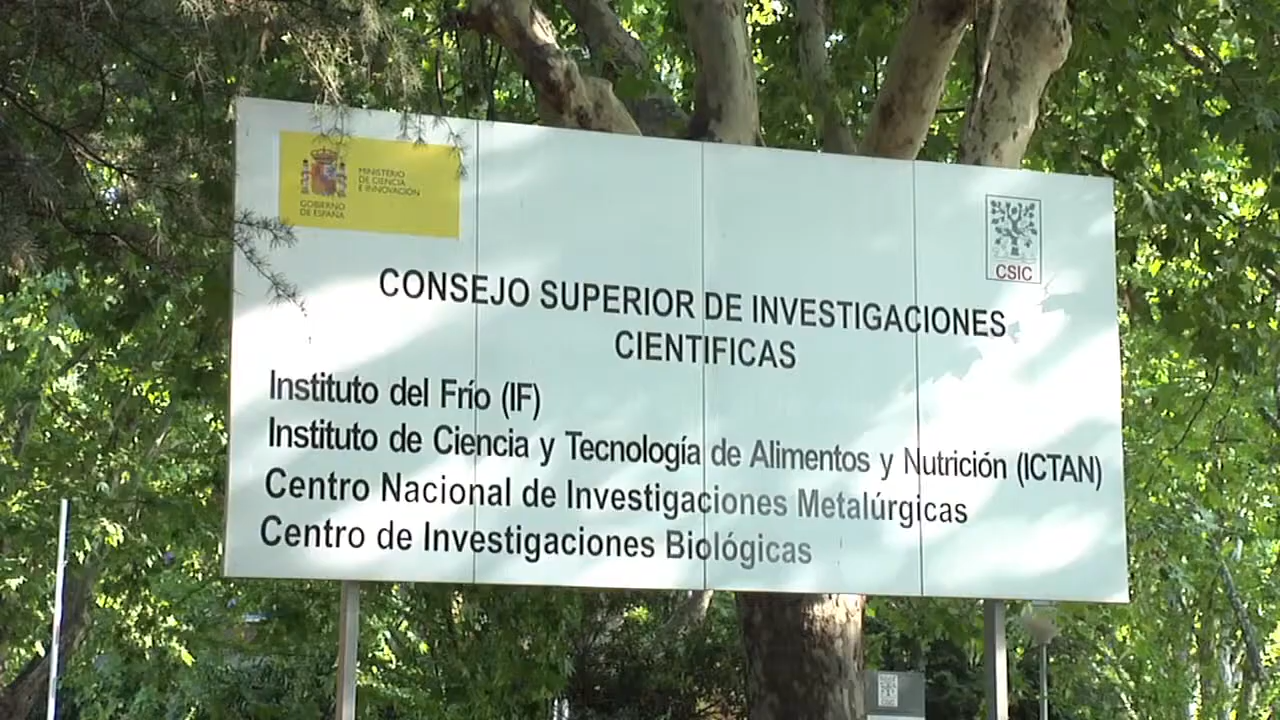 GOBIERNO
DE ESPAÑA
MINISTERIO
DE CIENCIA
E INNOVACIÓN
CSIC
CONSEJO SUPERIOR DE INVESTIGACIONES
CIENTIFICAS
Instituto del Frío (IF)
Instituto de Ciencia y Tecnología de Alimentos y Nutrición (ICTAN)
Centro Nacional de Investigaciones Metalúrgicas
Centro de Investigaciones Biológicas